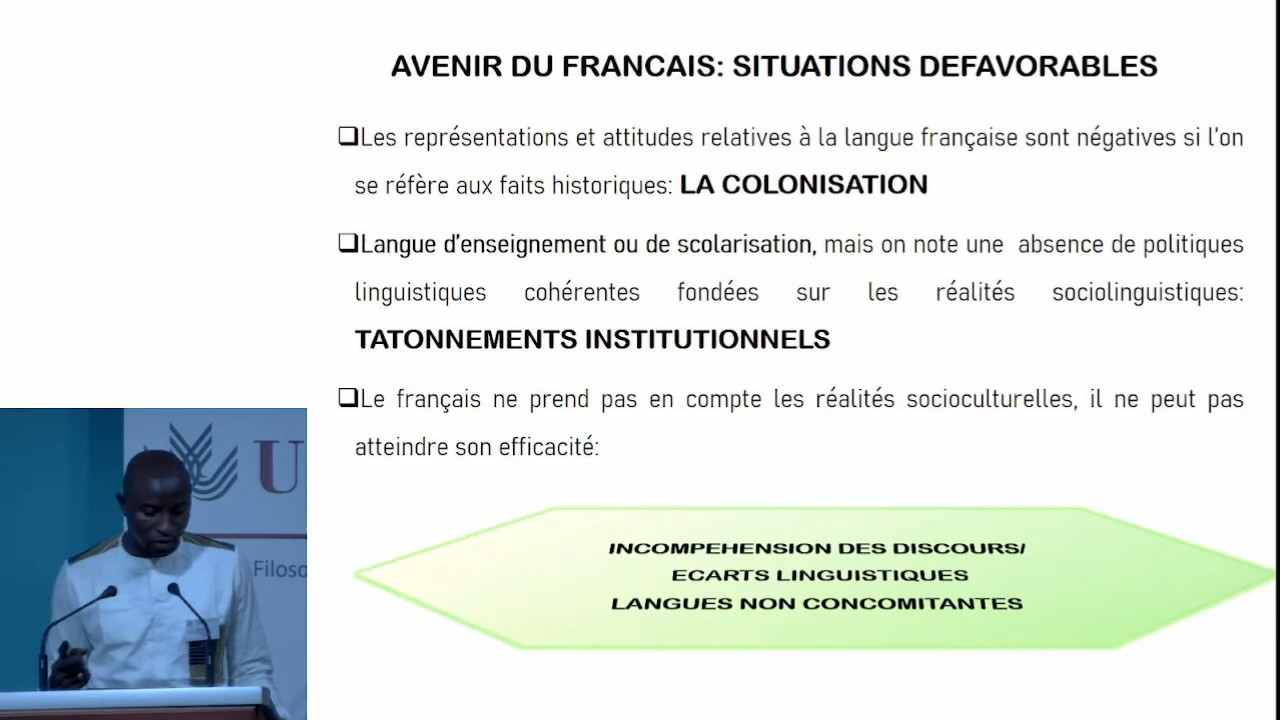 AVENIR DU FRANCAIS: SITUATIONS DEFAVORABLES
❑Les représentations et attitudes relatives à la langue française sont négatives si l'on
se réfère aux faits historiques: LA COLONISATION
❑Langue d'enseignement ou de scolarisation, mais on note une absence de politiques
linguistiques cohérentes fondées sur les réalités sociolinguistiques:
TATONNEMENTS INSTITUTIONNELS
❑Le français ne prend pas en compte les réalités socioculturelles, il ne peut pas
atteindre son efficacité:
INCOMPEHENSION DES DISCOURS/
ECARTS LINGUISTIQUES
LANGUES NON CONCOMITANTES
U
Filoso